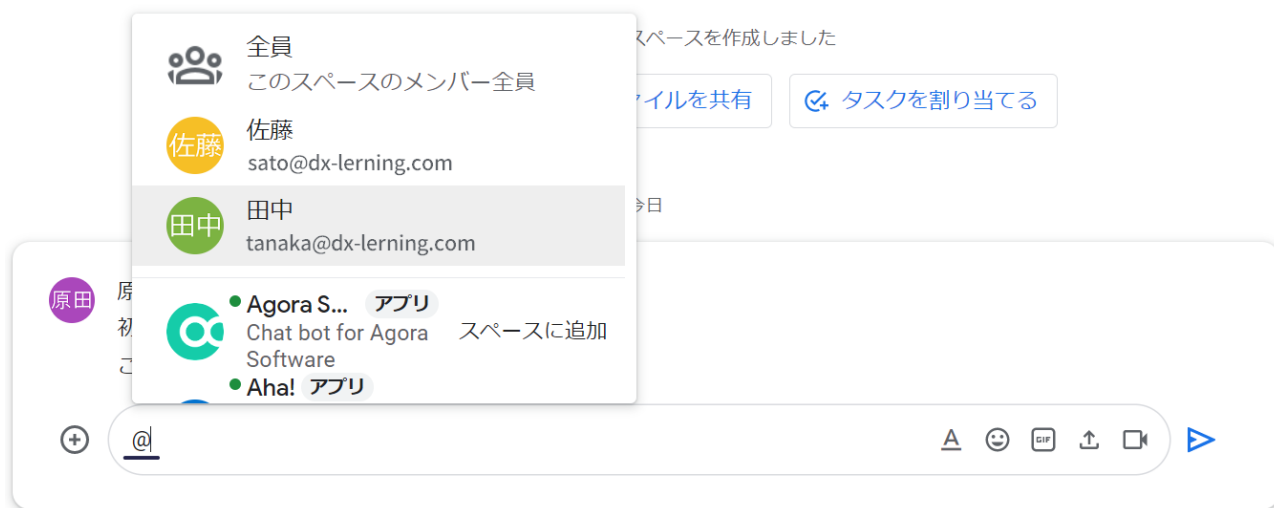 スペースを作成しました
全員
このスペースのメンバー全員
イルを共有
タスクを割り当てる
佐藤
佐藤
sato@dx-lerning.com
田中
田中
tanaka@dx-lerning.com
今日
原田
原
初
こ
Agora S... アプリ
Chat bot for Agora
Software
スペースに追加
Aha! アプリ
@
A
GIF